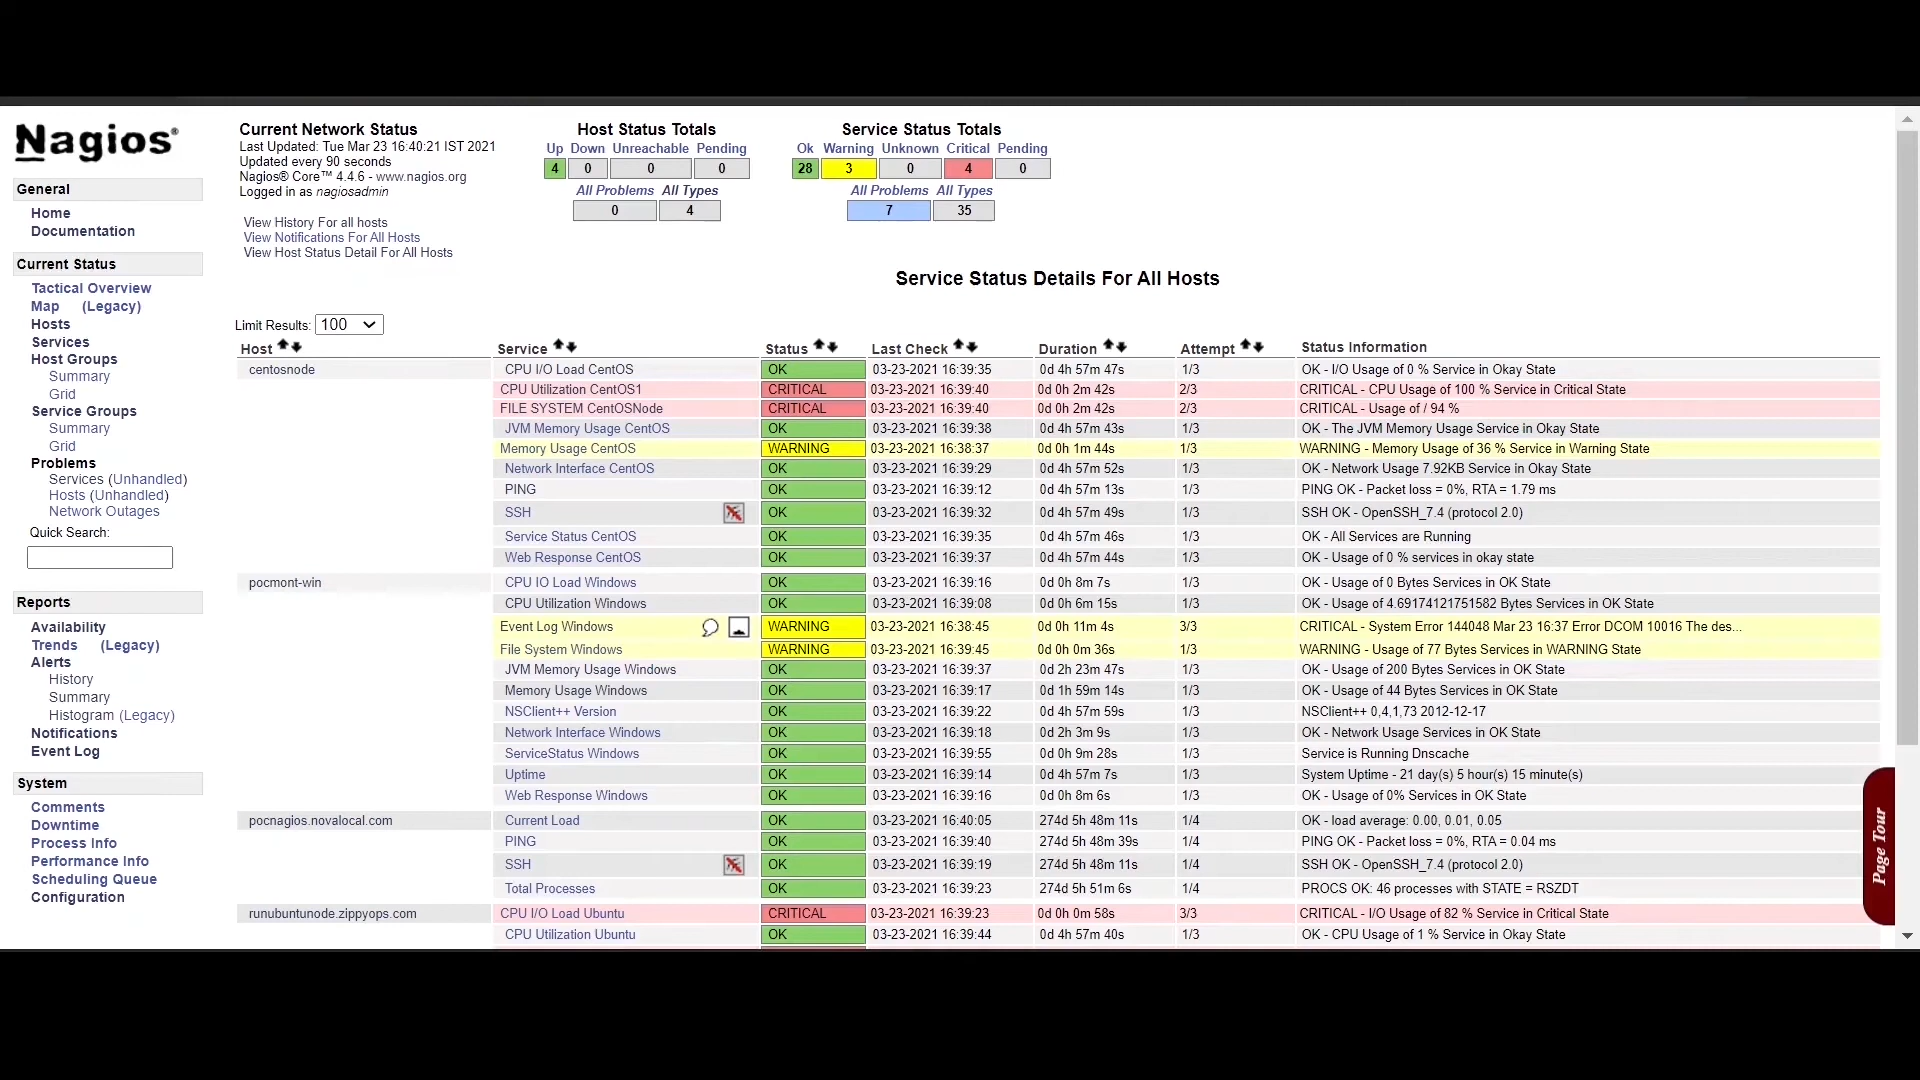 Nagios®
General
Home
Documentation
Current Status
Tactical Overview
Map (Legacy)
Hosts
Services
Host Groups
Summary
Grid
Service Groups
Summary
Grid
Problems
Services (Unhandled)
Hosts (Unhandled)
Network Outages
Quick Search:
Reports
Availability
Trends (Legacy)
Alerts
History
Summary
Histogram (Legacy)
Notifications
Event Log
System
Comments
Downtime
Process Info
Performance Info
Scheduling Queue
Configuration
Current Network Status
Last Updated: Tue Mar 23 16:40:21 IST 2021
Updated every 90 seconds
Nagios® Core™ 4.4.6 - www.nagios.org
Logged in as nagiosadmin
View History For all hosts
View Notifications For All Hosts
View Host Status Detail For All Hosts
Host Status Totals
Up Down Unreachable Pending
4 0 0 0
All Problems All Types
0 4
Service Status Totals
Ok Warning Unknown Critical Pending
28 3 0 4 0
All Problems All Types
7 35
Service Status Details For All Hosts
Limit Results: 100
Host Service Status Last Check Duration Attempt Status Information
centosnode CPU I/O Load CentOS OK 03-23-2021 16:39:35 0d 4h 57m 47s 1/3 OK - I/O Usage of 0 % Service in Okay State
CPU Utilization CentOS1 CRITICAL 03-23-2021 16:39:40 0d 0h 2m 42s 2/3 CRITICAL - CPU Usage of 100 % Service in Critical State
FILE SYSTEM CentOSNode CRITICAL 03-23-2021 16:39:40 0d 0h 2m 42s 2/3 CRITICAL - Usage of / 94 %
JVM Memory Usage CentOS OK 03-23-2021 16:39:38 0d 4h 57m 43s 1/3 OK - The JVM Memory Usage Service in Okay State
Memory Usage CentOS WARNING 03-23-2021 16:38:37 0d 0h 1m 44s 1/3 WARNING - Memory Usage of 36 % Service in Warning State
Network Interface CentOS OK 03-23-2021 16:39:29 0d 4h 57m 52s 1/3 OK - Network Usage 7.92KB Service in Okay State
PING OK 03-23-2021 16:39:12 0d 4h 57m 13s 1/3 PING OK - Packet loss = 0%, RTA = 1.79 ms
SSH OK 03-23-2021 16:39:32 0d 4h 57m 49s 1/3 SSH OK - OpenSSH_7.4 (protocol 2.0)
Service Status CentOS OK 03-23-2021 16:39:35 0d 4h 57m 46s 1/3 OK - All Services are Running
Web Response CentOS OK 03-23-2021 16:39:37 0d 4h 57m 44s 1/3 OK - Usage of 0 % services in okay state
pocmont-win CPU IO Load Windows OK 03-23-2021 16:39:16 0d 0h 8m 7s 1/3 OK - Usage of 0 Bytes Services in OK State
CPU Utilization Windows OK 03-23-2021 16:39:08 0d 0h 6m 15s 1/3 OK - Usage of 4.69174121751582 Bytes Services in OK State
Event Log Windows WARNING 03-23-2021 16:38:45 0d 0h 11m 4s 3/3 CRITICAL - System Error 144048 Mar 23 16:37 Error DCOM 10016 The des...
File System Windows WARNING 03-23-2021 16:39:45 0d 0h 0m 36s 1/3 WARNING - Usage of 77 Bytes Services in WARNING State
JVM Memory Usage Windows OK 03-23-2021 16:39:37 0d 2h 23m 47s 1/3 OK - Usage of 200 Bytes Services in OK State
Memory Usage Windows OK 03-23-2021 16:39:17 0d 1h 59m 14s 1/3 OK - Usage of 44 Bytes Services in OK State
NSClient++ Version OK 03-23-2021 16:39:22 0d 4h 57m 59s 1/3 NSClient++ 0,4,1,73 2012-12-17
Network Interface Windows OK 03-23-2021 16:39:18 0d 2h 3m 9s 1/3 OK - Network Usage Services in OK State
ServiceStatus Windows OK 03-23-2021 16:39:55 0d 0h 9m 28s 1/3 Service is Running Dnscache
Uptime OK 03-23-2021 16:39:14 0d 4h 57m 7s 1/3 System Uptime - 21 day(s) 5 hour(s) 15 minute(s)
Web Response Windows OK 03-23-2021 16:39:16 0d 0h 8m 6s 1/3 OK - Usage of 0% Services in OK State
pocnagios.novalocal.com Current Load OK 03-23-2021 16:40:05 274d 5h 48m 11s 1/4 OK - load average: 0.00, 0.01, 0.05
PING OK 03-23-2021 16:39:40 274d 5h 48m 39s 1/4 PING OK - Packet loss = 0%, RTA = 0.04 ms
SSH OK 03-23-2021 16:39:19 274d 5h 48m 11s 1/4 SSH OK - OpenSSH_7.4 (protocol 2.0)
Total Processes OK 03-23-2021 16:39:23 274d 5h 51m 6s 1/4 PROCS OK: 46 processes with STATE = RSZDT
runubuntunode.zippyops.com CPU I/O Load Ubuntu CRITICAL 03-23-2021 16:39:23 0d 0h 0m 58s 3/3 CRITICAL - I/O Usage of 82 % Service in Critical State
CPU Utilization Ubuntu OK 03-23-2021 16:39:44 0d 4h 57m 40s 1/3 OK - CPU Usage of 1 % Service in Okay State
Page Tour